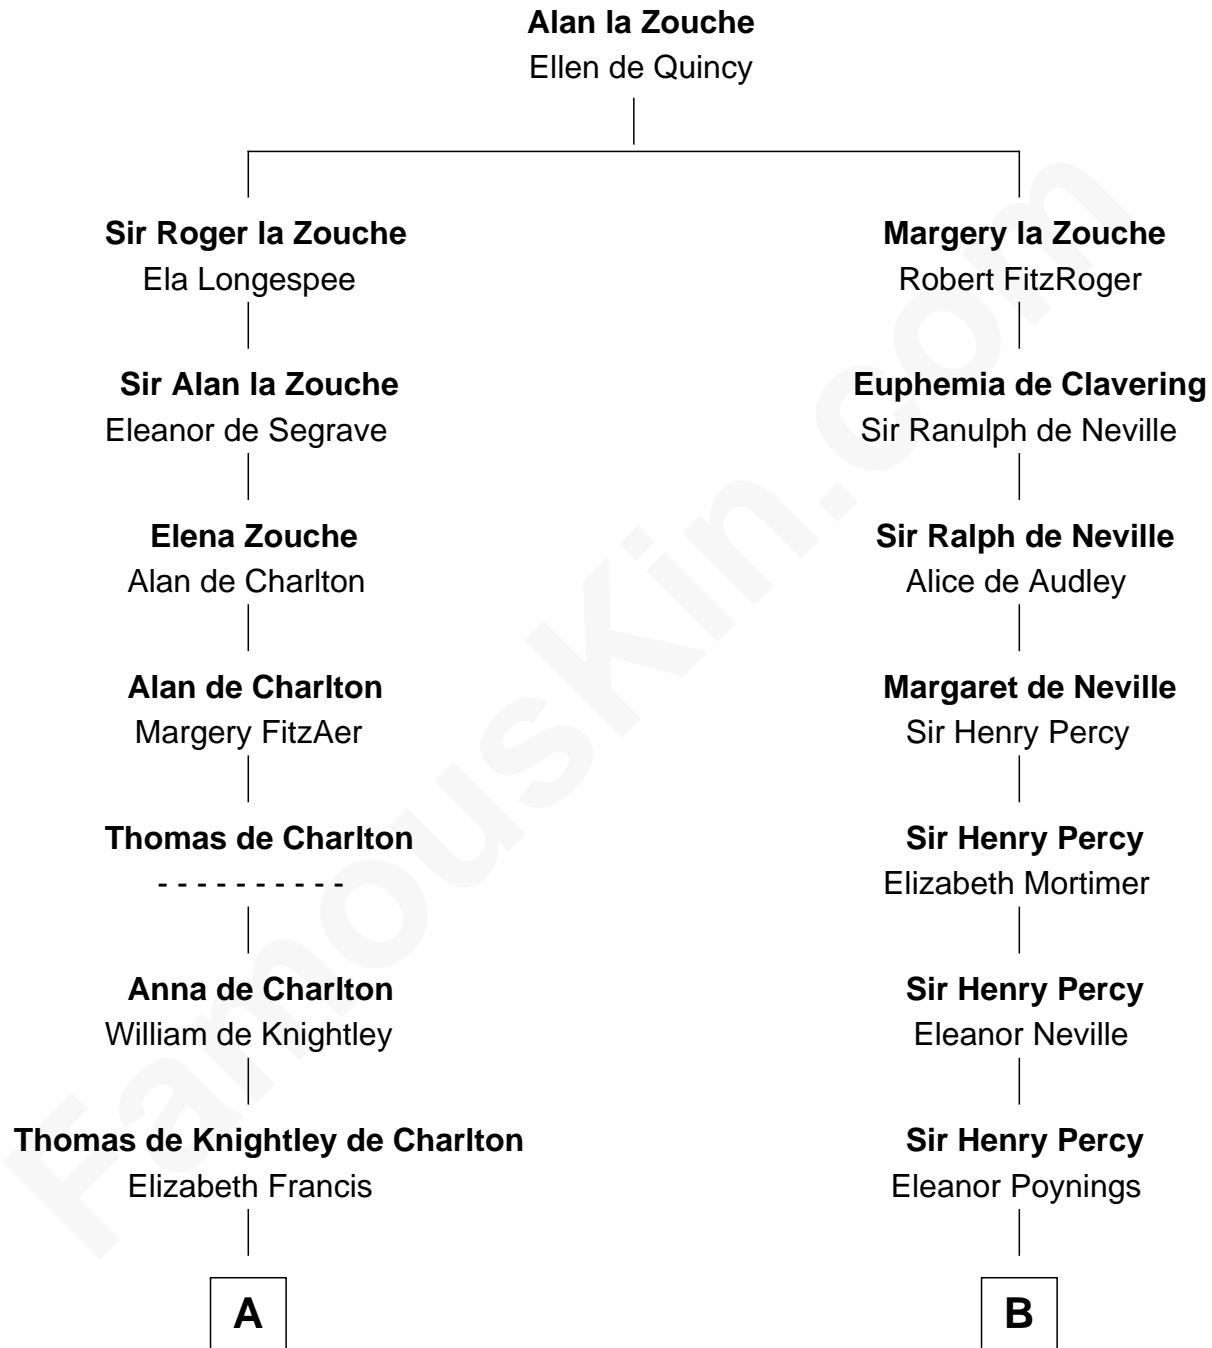 Alan la Zouche
Ellen de Quincy
Sir Roger la Zouche
Ela Longespee
Margery la Zouche
Robert FitzRoger
Sir Alan la Zouche
Eleanor de Segrave
Euphemia de Clavering
Sir Ranulph de Neville
Elena Zouche
Alan de Charlton
Sir Ralph de Neville
Alice de Audley
Alan de Charlton
Margery FitzAer
Margaret de Neville
Sir Henry Percy
Thomas de Charlton
- - - - - - - - - -
Sir Henry Percy
Elizabeth Mortimer
Anna de Charlton
William de Knightley
Sir Henry Percy
Eleanor Neville
Thomas de Knightley de Charlton
Elizabeth Francis
Sir Henry Percy
Eleanor Poynings
A
B
FamousKin.com